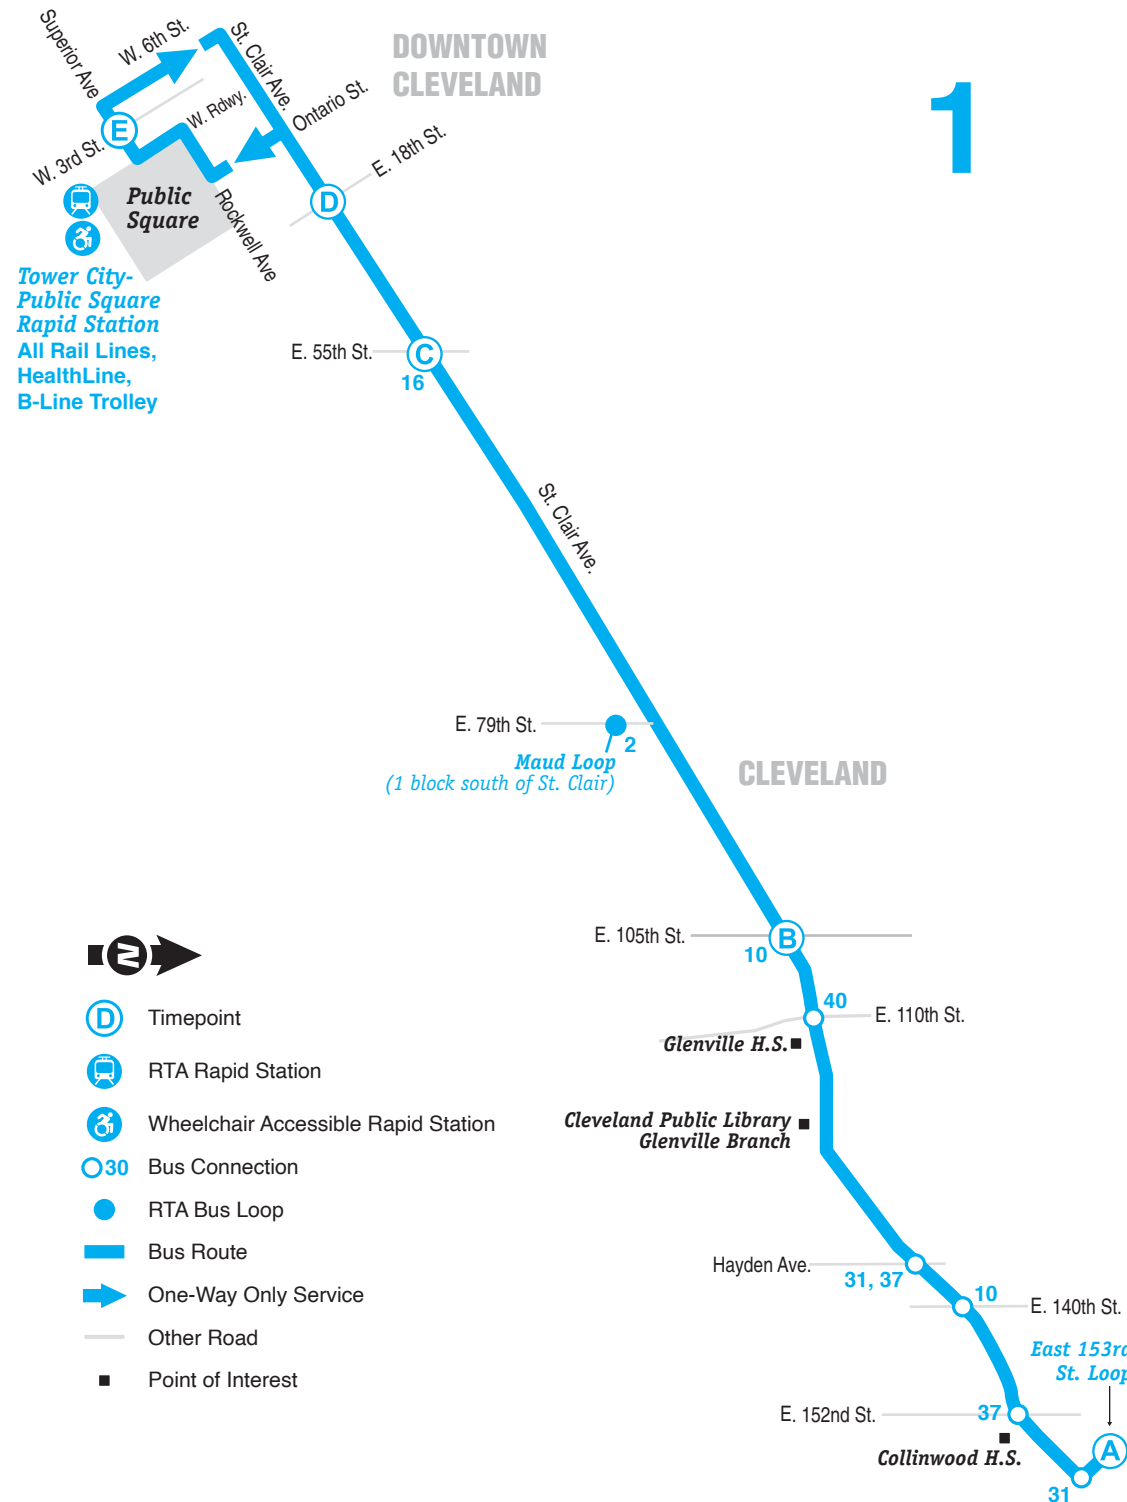 Superior Ave
W. 6th St.
St. Clair Ave.
DOWNTOWN
CLEVELAND
1
W. Rdwy.
Ontario St.
E
W. 3rd St.
E. 18th St.
D
Public
Square
Rockwell Ave
Tower City-
Public Square
Rapid Station
All Rail Lines,
HealthLine,
B-Line Trolley
E. 55th St.
C
16
St. Clair Ave.
E. 79th St.
2
Maud Loop
(1 block south of St. Clair)
CLEVELAND
E. 105th St.
B
10
N
40
E. 110th St.
Glenville H.S.
D
Timepoint
RTA Rapid Station
Wheelchair Accessible Rapid Station
30
Bus Connection
RTA Bus Loop
Bus Route
One-Way Only Service
Other Road
Point of Interest
Cleveland Public Library
Glenville Branch
Hayden Ave.
31, 37
10
E. 140th St.
East 153rd
St. Loop
E. 152nd St.
37
Collinwood H.S.
A
31